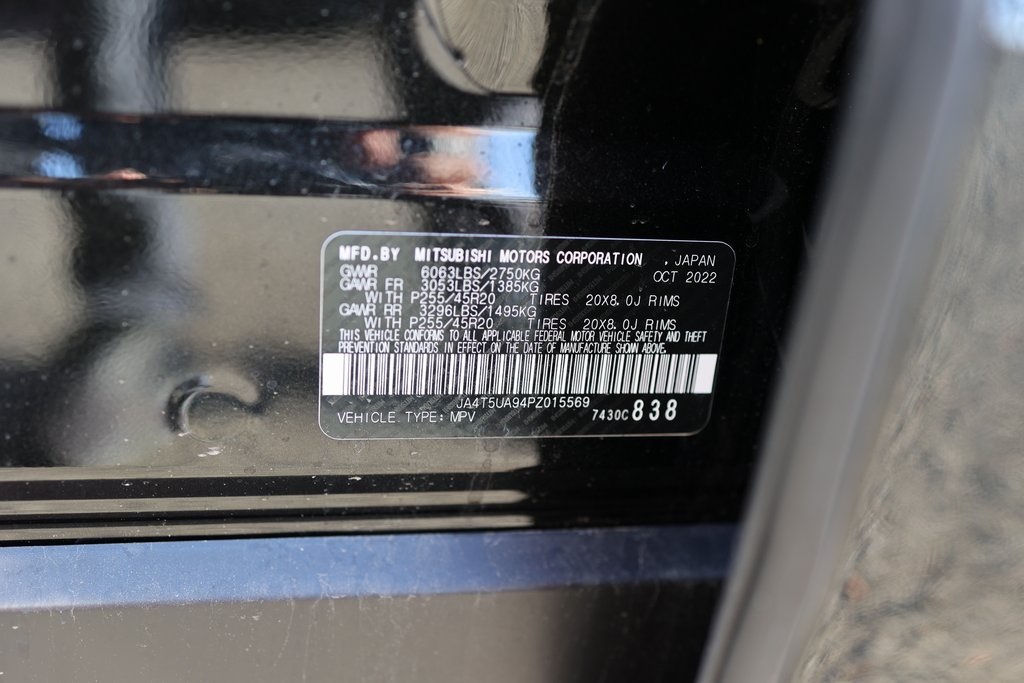 MFD.BY MITSUBISHI MOTORS CORPORATION , JAPAN
GVWR 6063LBS/2750KG OCT 2022
GAWR FR 3053LBS/1385KG
WITH P255/45R20 TIRES 20X8.0J RIMS
GAWR RR 3296LBS/1495KG
WITH P255/45R20 TIRES 20X8.0J RIMS
THIS VEHICLE CONFORMS TO ALL APPLICABLE FEDERAL MOTOR VEHICLE SAFETY AND THEFT
PREVENTION STANDARDS IN EFFECT ON THE DATE OF MANUFACTURE SHOWN ABOVE.
JA4T5UA94PZ015569
VEHICLE TYPE: MPV 7430C 838